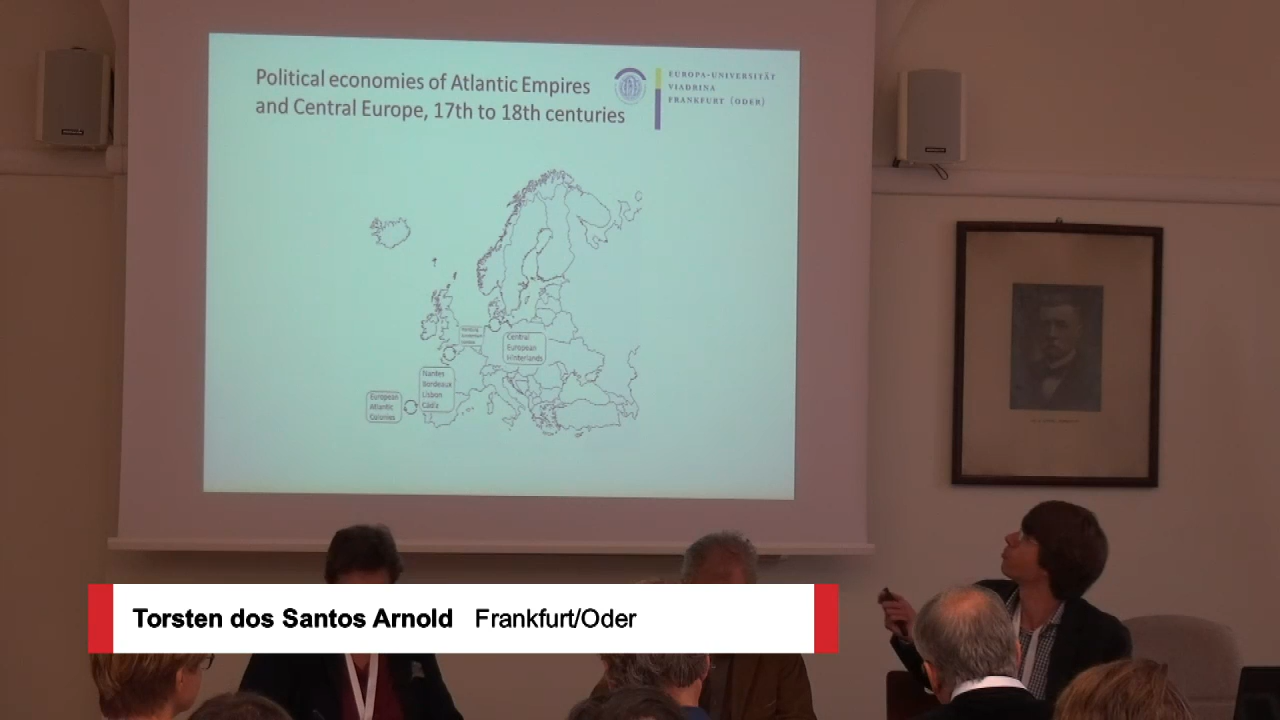 Political economies of Atlantic Empires
and Central Europe, 17th to 18th centuries
EUROPA-UNIVERSITÄT
VIADRINA
FRANKFURT (ODER)
Central
European
Hinterlands
Nantes
Bordeaux
Lisbon
Cádiz
European
Atlantic
Colonies
Torsten dos Santos Arnold Frankfurt/Oder